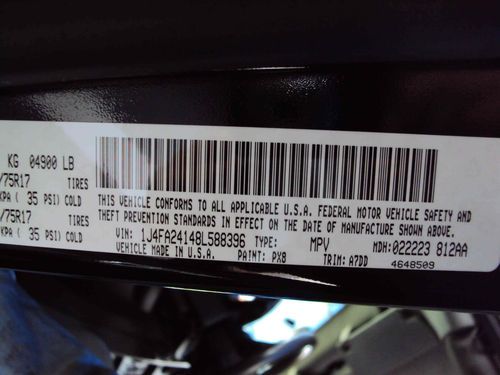 KG 04900 LB
/75R17 TIRES
KPA ( 35 PSI) COLD
/75R17 TIRES
KPA ( 35 PSI) COLD
THIS VEHICLE CONFORMS TO ALL APPLICABLE U.S.A. FEDERAL MOTOR VEHICLE SAFETY AND
THEFT PREVENTION STANDARDS IN EFFECT ON THE DATE OF MANUFACTURE SHOWN ABOVE.
VIN: 1J4FA24148L588396 TYPE: MPV MDH: 022223 812AA
VEHICLE MADE IN U.S.A. PAINT: PX8 TRIM: A7DD 4648509